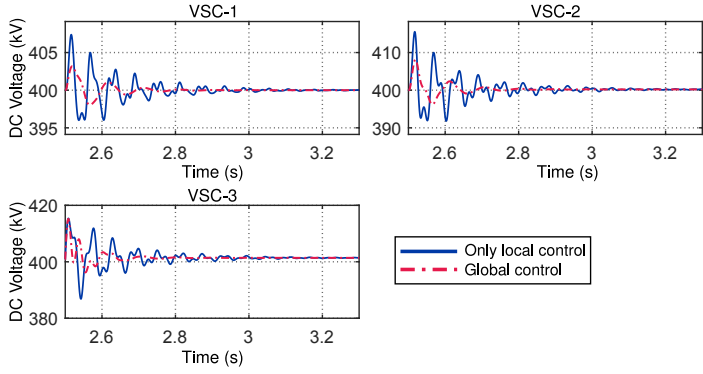 VSC-1
DC Voltage (kV)
405
400
395
2.6
2.8
3
3.2
Time (s)
VSC-2
410
400
390
2.6
2.8
3
3.2
Time (s)
VSC-3
DC Voltage (kV)
420
400
380
2.6
2.8
3
3.2
Time (s)
Only local control
Global control